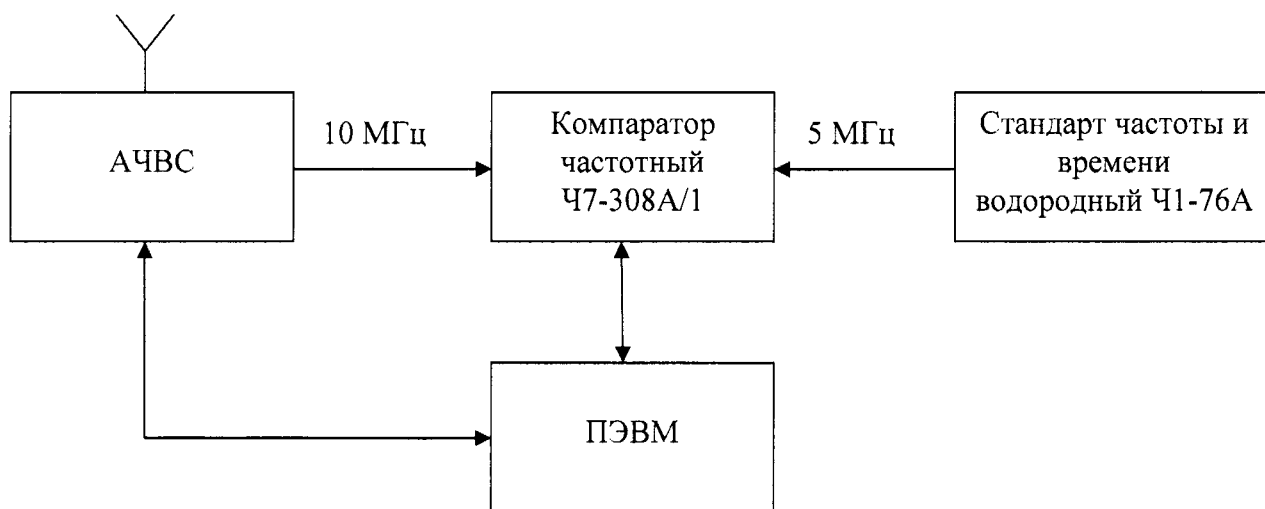 АЧВС
10 МГц
Компаратор
частотный
Ч7-308А/1
5 МГц
Стандарт частоты и
времени
водородный Ч1-76А
ПЭВМ